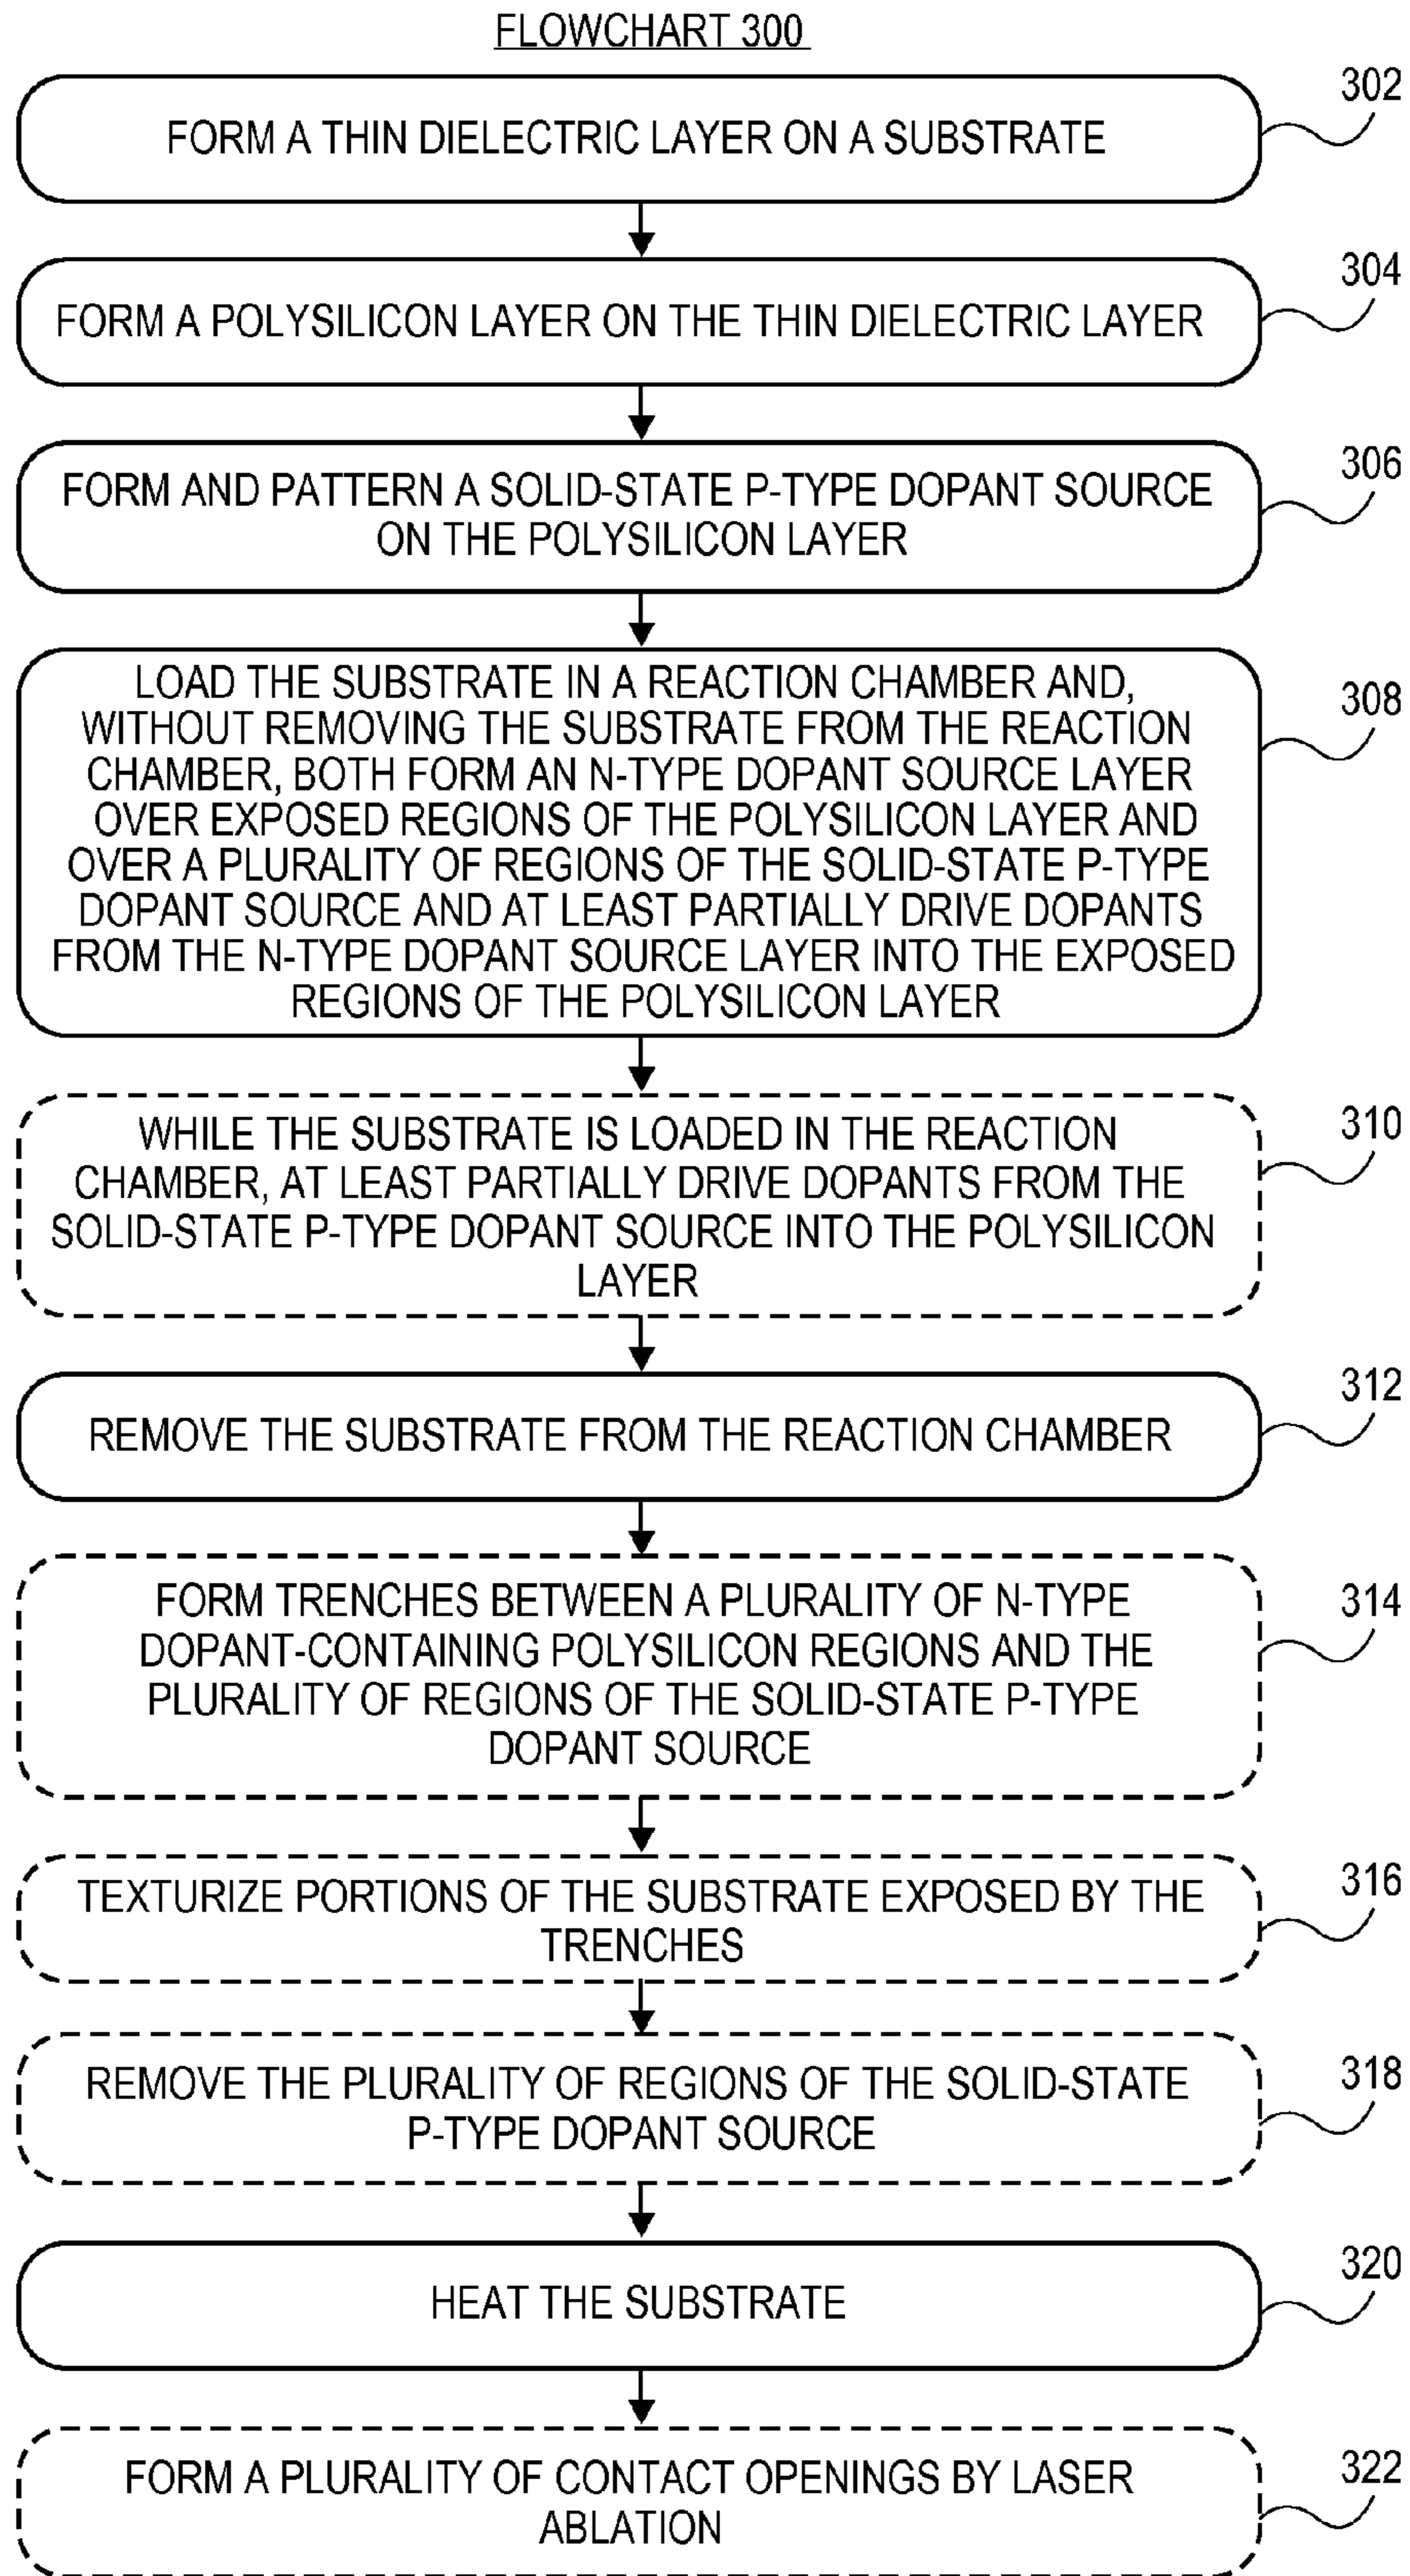 FLOWCHART 300
302
FORM A THIN DIELECTRIC LAYER ON A SUBSTRATE
304
FORM A POLYSILICON LAYER ON THE THIN DIELECTRIC LAYER
306
FORM AND PATTERN A SOLID-STATE P-TYPE DOPANT SOURCE
ON THE POLYSILICON LAYER
308
LOAD THE SUBSTRATE IN A REACTION CHAMBER AND,
WITHOUT REMOVING THE SUBSTRATE FROM THE REACTION
CHAMBER, BOTH FORM AN N-TYPE DOPANT SOURCE LAYER
OVER EXPOSED REGIONS OF THE POLYSILICON LAYER AND
OVER A PLURALITY OF REGIONS OF THE SOLID-STATE P-TYPE
DOPANT SOURCE AND AT LEAST PARTIALLY DRIVE DOPANTS
FROM THE N-TYPE DOPANT SOURCE LAYER INTO THE EXPOSED
REGIONS OF THE POLYSILICON LAYER
310
WHILE THE SUBSTRATE IS LOADED IN THE REACTION
CHAMBER, AT LEAST PARTIALLY DRIVE DOPANTS FROM THE
SOLID-STATE P-TYPE DOPANT SOURCE INTO THE POLYSILICON
LAYER
312
REMOVE THE SUBSTRATE FROM THE REACTION CHAMBER
314
FORM TRENCHES BETWEEN A PLURALITY OF N-TYPE
DOPANT-CONTAINING POLYSILICON REGIONS AND THE
PLURALITY OF REGIONS OF THE SOLID-STATE P-TYPE
DOPANT SOURCE
316
TEXTURIZE PORTIONS OF THE SUBSTRATE EXPOSED BY THE
TRENCHES
318
REMOVE THE PLURALITY OF REGIONS OF THE SOLID-STATE
P-TYPE DOPANT SOURCE
320
HEAT THE SUBSTRATE
322
FORM A PLURALITY OF CONTACT OPENINGS BY LASER
ABLATION